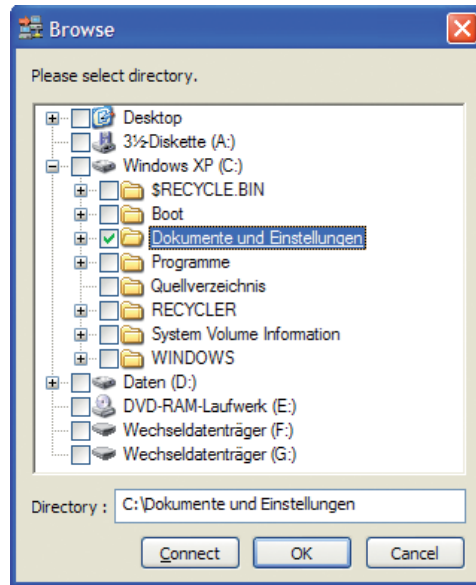 Browse
Please select directory.
Desktop
3½-Diskette (A:)
Windows XP (C:)
$RECYCLE.BIN
Boot
Dokumente und Einstellungen
Programme
Quellverzeichnis
RECYCLER
System Volume Information
WINDOWS
Daten (D:)
DVD-RAM-Laufwerk (E:)
Wechseldatenträger (F:)
Wechseldatenträger (G:)
Directory : C:\Dokumente und Einstellungen
Connect OK Cancel